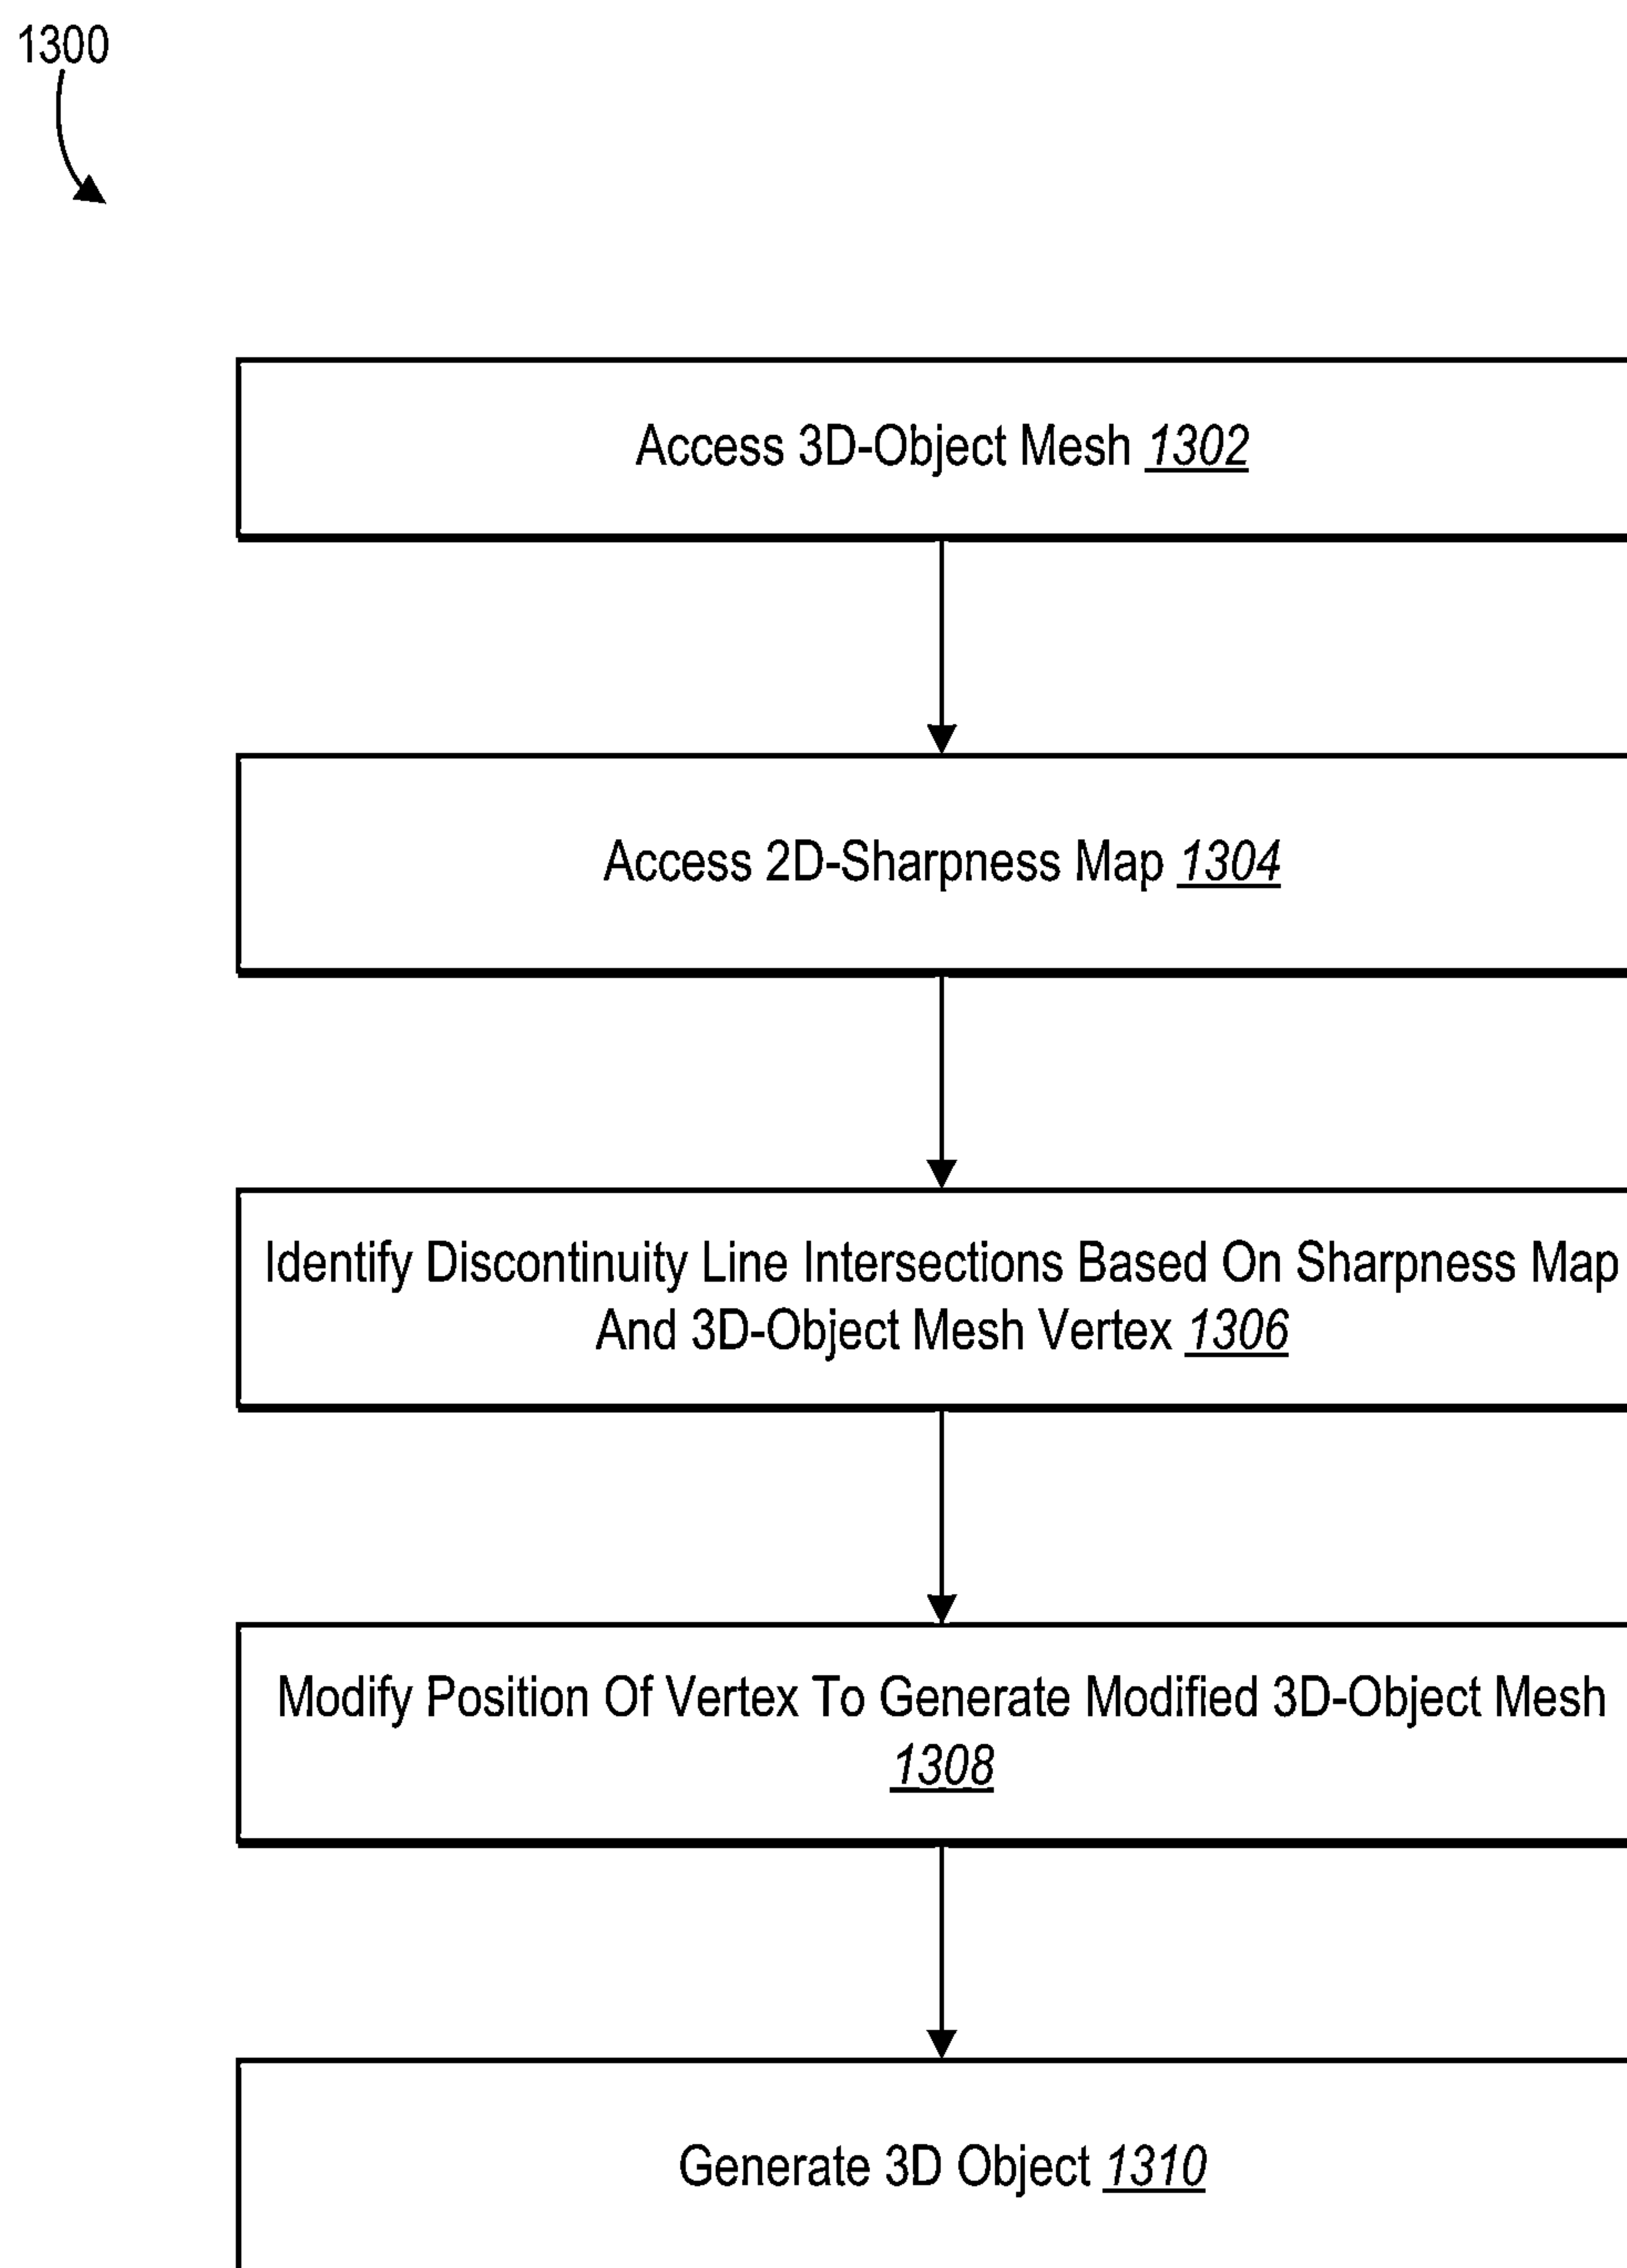 1300
Access 3D-Object Mesh 1302
Access 2D-Sharpness Map 1304
Identify Discontinuity Line Intersections Based On Sharpness Map
And 3D-Object Mesh Vertex 1306
Modify Position Of Vertex To Generate Modified 3D-Object Mesh
1308
Generate 3D Object 1310